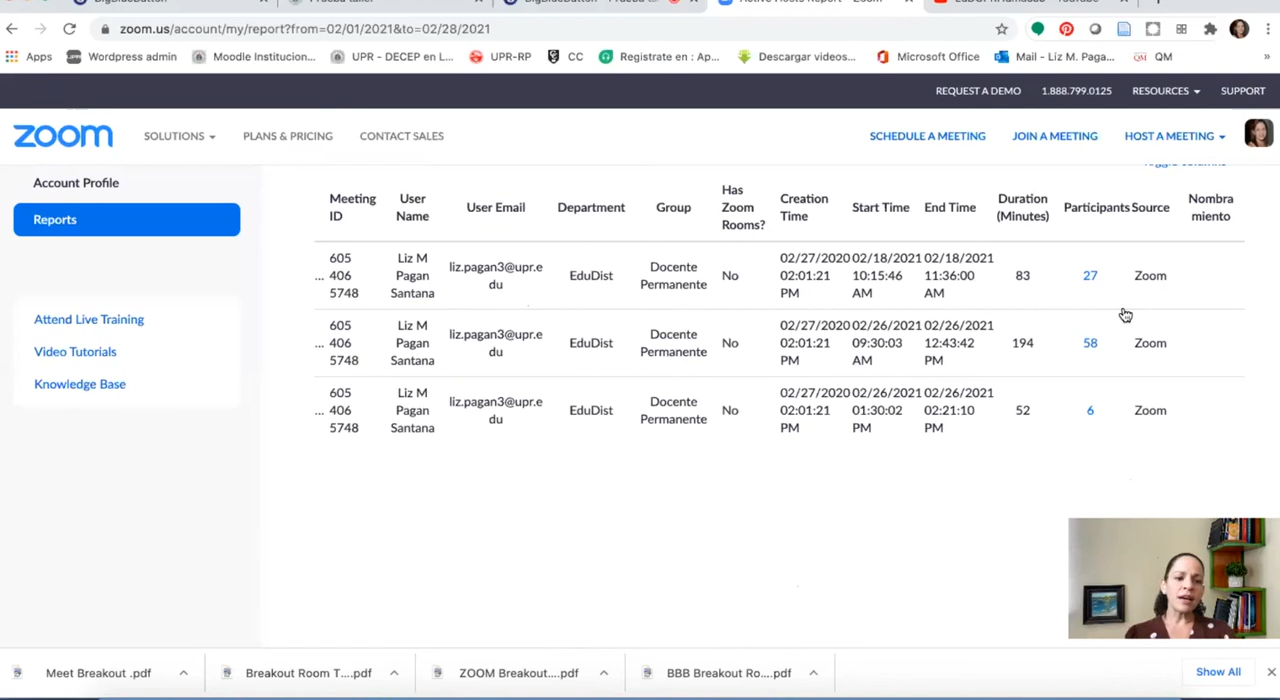 BigBlueButton
zoom.us/account/my/report?from=02/01/2021&to=02/28/2021
Apps
Wordpress admin
Moodle Institucion...
UPR - DECEP en L...
UPR-RP
CC
Registrate en : Ap...
Descargar videos...
Microsoft Office
Mail - Liz M. Paga...
QM QM
»
REQUEST A DEMO 1.888.799.0125 RESOURCES SUPPORT
zoom SOLUTIONS PLANS & PRICING CONTACT SALES SCHEDULE A MEETING JOIN A MEETING HOST A MEETING
Account Profile
Reports
Attend Live Training
Video Tutorials
Knowledge Base
Meeting ID
User Name
User Email
Department
Group
Has Zoom Rooms?
Creation Time
Start Time
End Time
Duration (Minutes)
Participants
Source
Nombra miento
... 605 406 5748
Liz M Pagan Santana
liz.pagan3@upr.e du
EduDist
Docente Permanente
No
02/27/2020 02:01:21 PM
02/18/2021 10:15:46 AM
02/18/2021 11:36:00 AM
83
27
Zoom
... 605 406 5748
Liz M Pagan Santana
liz.pagan3@upr.e du
EduDist
Docente Permanente
No
02/27/2020 02:01:21 PM
02/26/2021 09:30:03 AM
02/26/2021 12:43:42 PM
194
58
Zoom
... 605 406 5748
Liz M Pagan Santana
liz.pagan3@upr.e du
EduDist
Docente Permanente
No
02/27/2020 02:01:21 PM
02/26/2021 01:30:02 PM
02/26/2021 02:21:10 PM
52
6
Zoom
Meet Breakout .pdf
Breakout Room T....pdf
ZOOM Breakout....pdf
BBB Breakout Ro....pdf
Show All